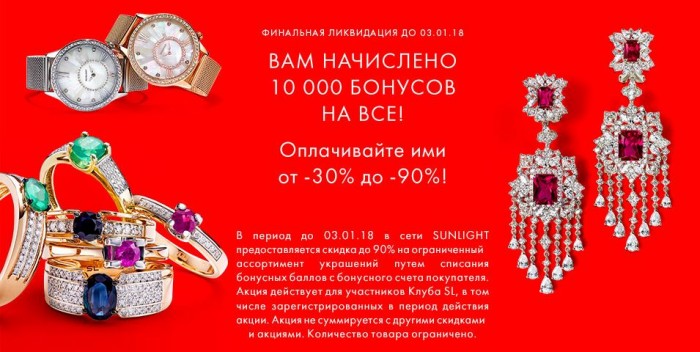 ФИНАЛЬНАЯ ЛИКВИДАЦИЯ ДО 03.01.18
ВАМ НАЧИСЛЕНО
10 000 БОНУСОВ
НА ВСЕ!
Оплачивайте ими
от -30% до -90%!
В период до 03.01.18 в сети SUNLIGHT
предоставляется скидка до 90% на ограниченный
ассортимент украшений путем списания
бонусных баллов с бонусного счета покупателя.
Акция действует для участников Клуба SL, в том
числе зарегистрированных в период действия
акции. Акция не суммируется с другими скидками
и акциями. Количество товара ограничено.